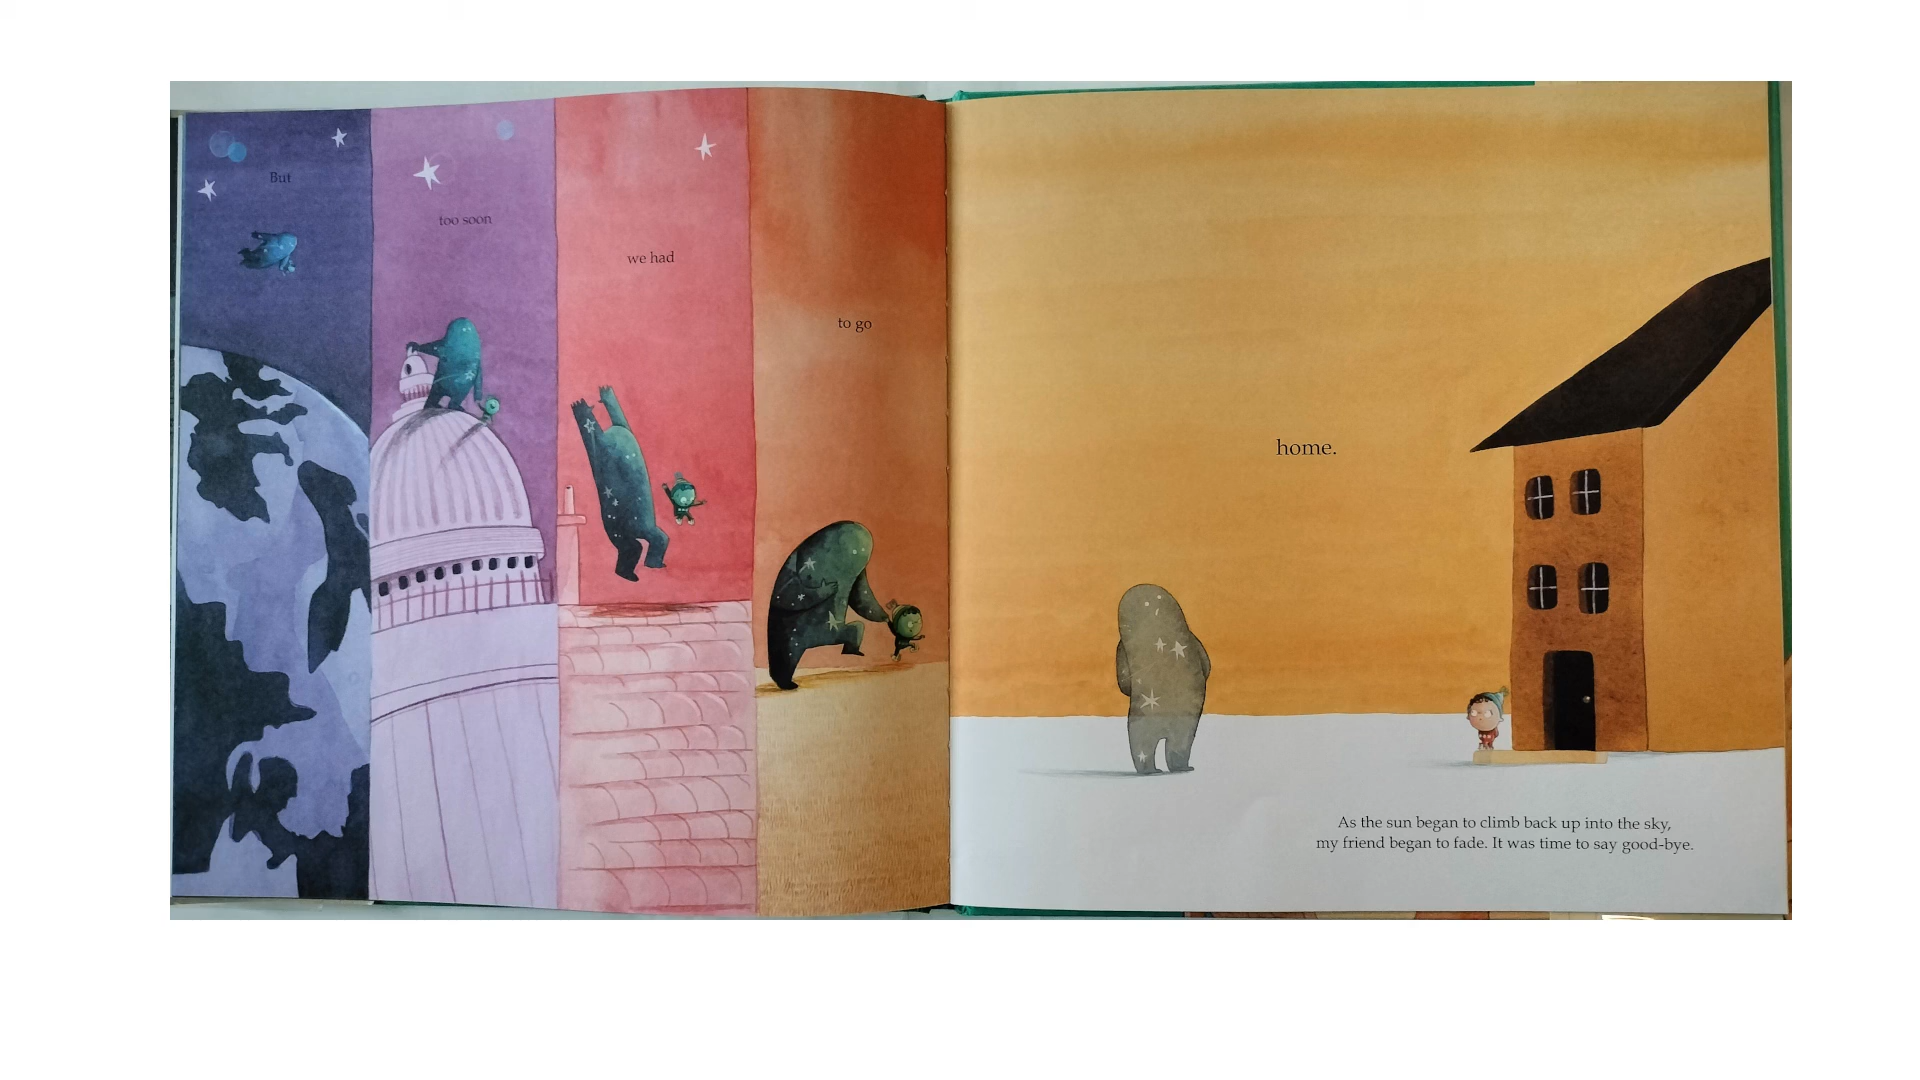 But
too soon
we had
to go
home.
As the sun began to climb back up into the sky,
my friend began to fade. It was time to say good-bye.